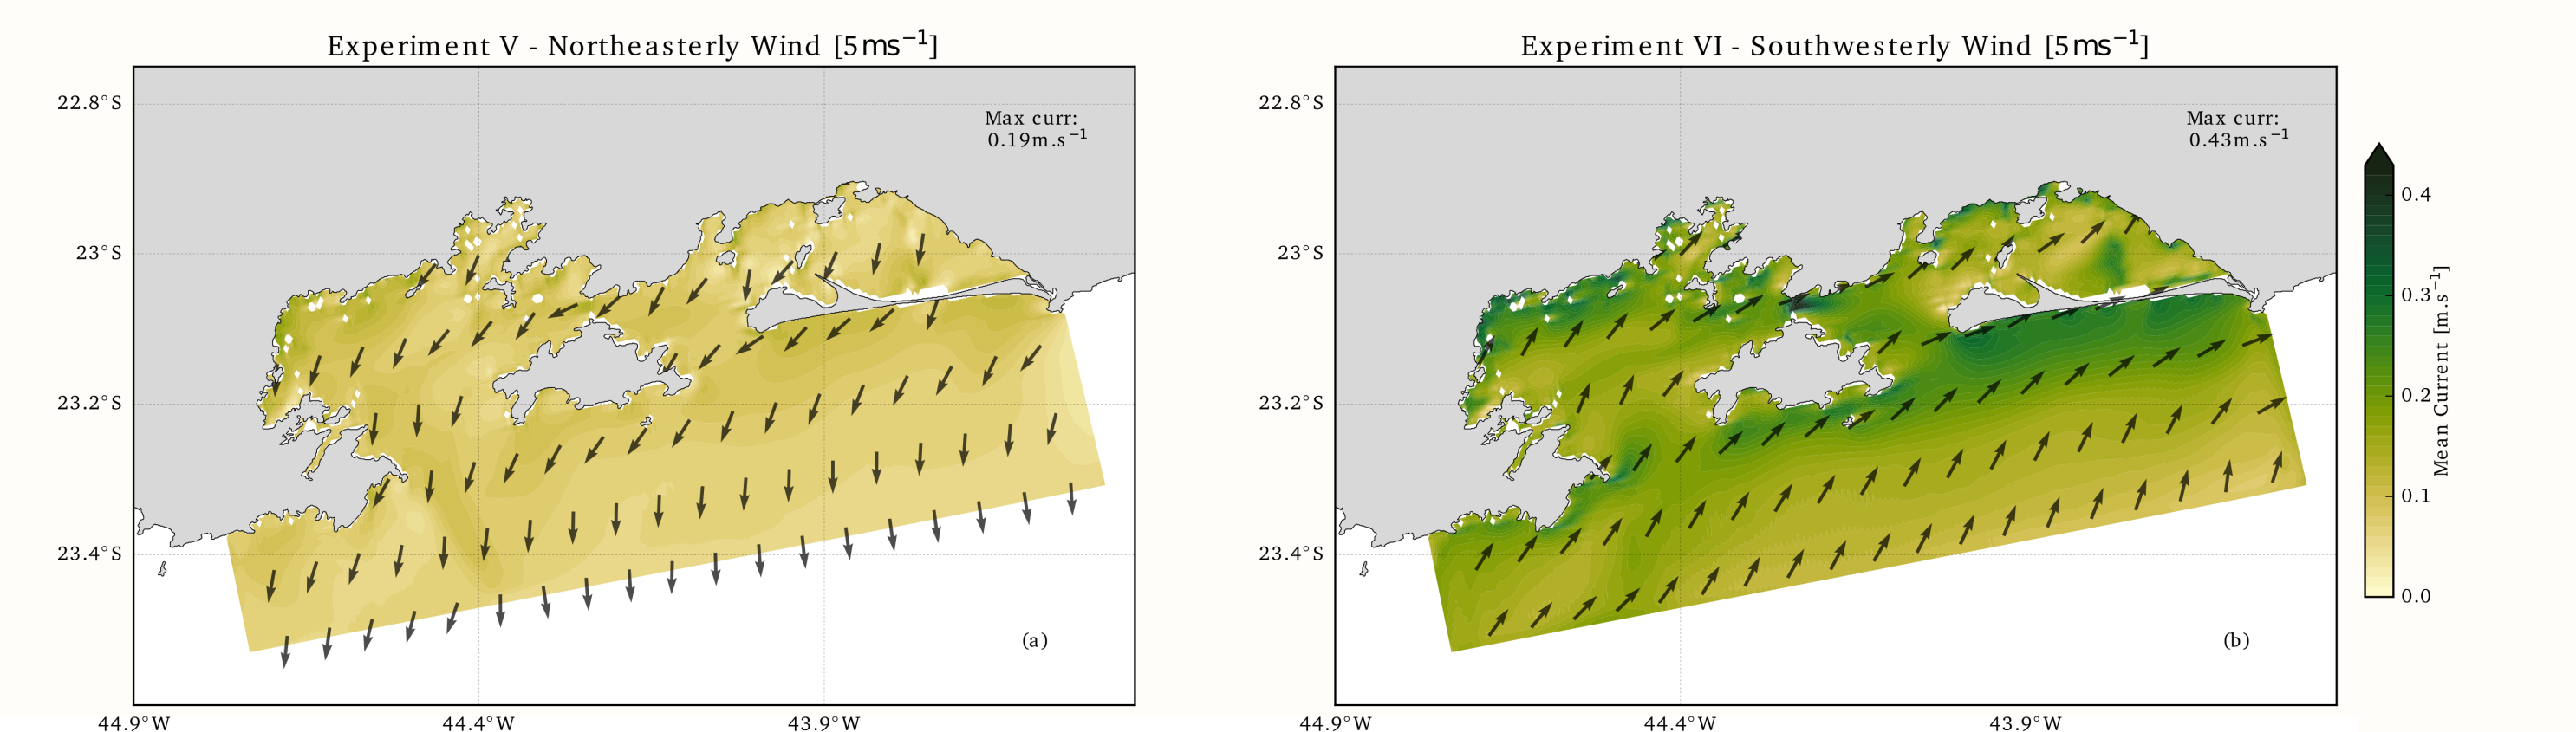 Experiment V - Northeasterly Wind [5ms⁻¹]
22.8°S
23°S
23.2°S
23.4°S
Max curr:
0.19m.s⁻¹
(a)
44.9°W
44.4°W
43.9°W
Experiment VI - Southwesterly Wind [5ms⁻¹]
22.8°S
23°S
23.2°S
23.4°S
Max curr:
0.43m.s⁻¹
(b)
44.9°W
44.4°W
43.9°W
0.4
0.3
0.2
0.1
0.0
Mean Current [m.s⁻¹]